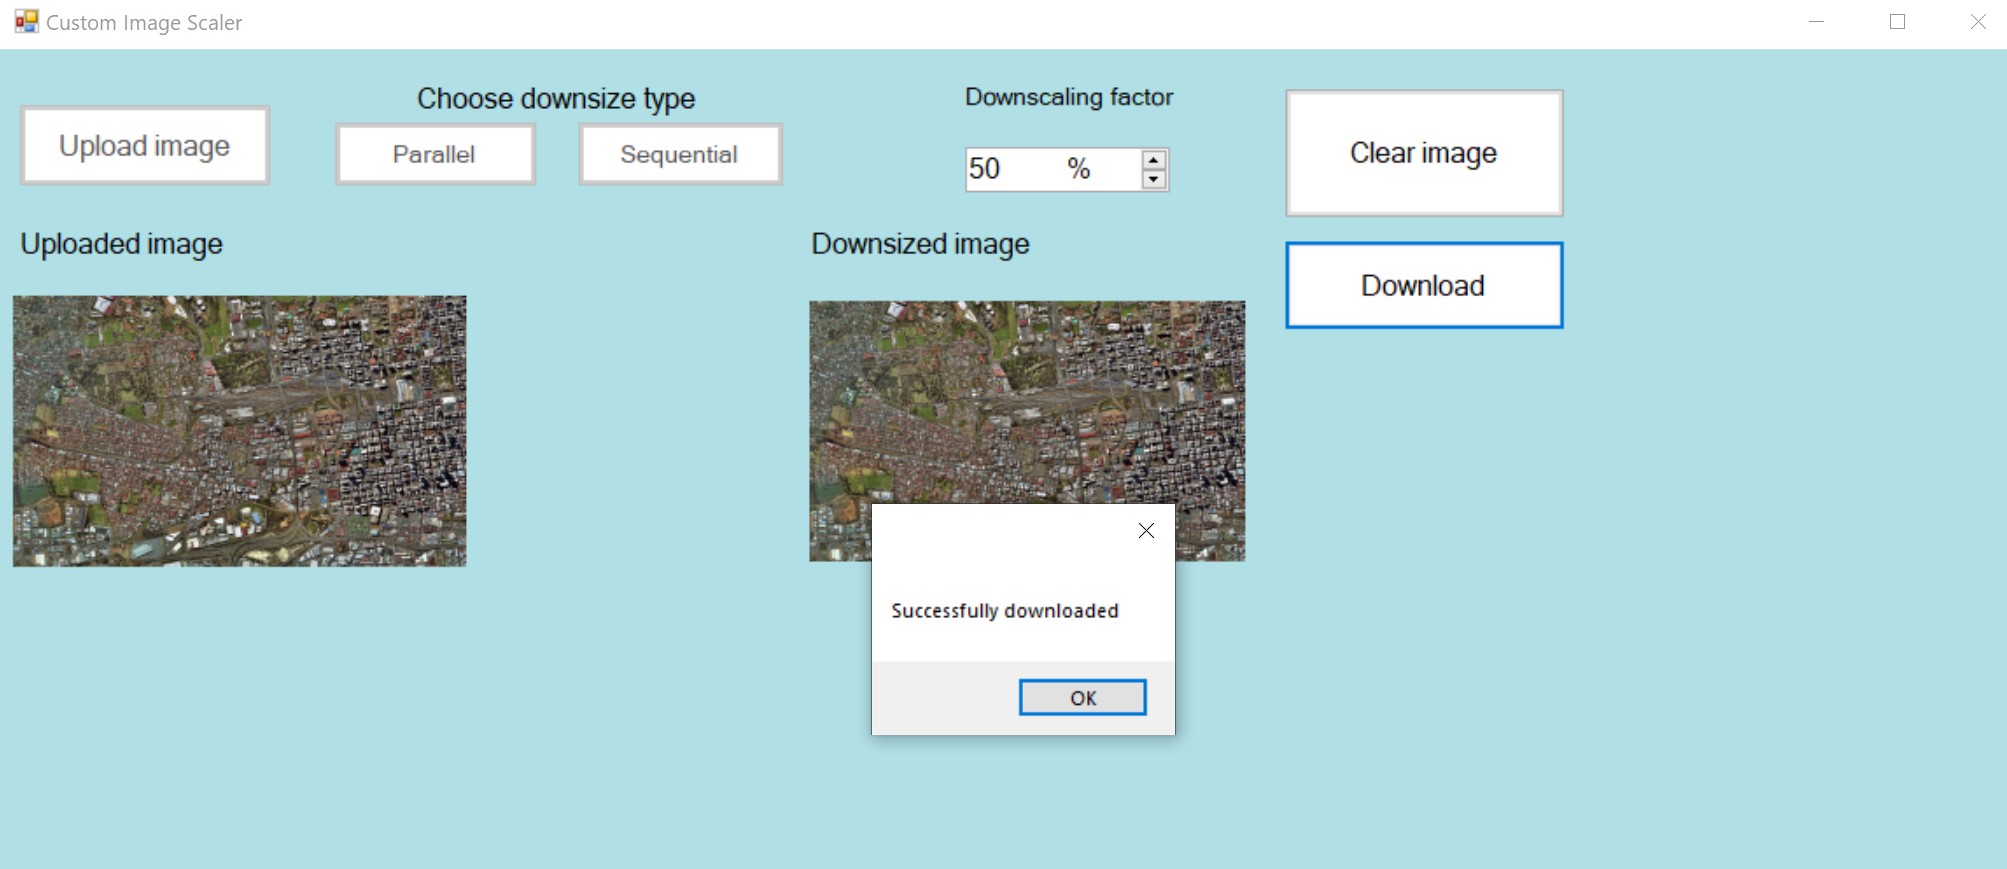 Custom Image Scaler
Upload image
Choose downsize type
Parallel
Sequential
Downscaling factor
50 %
Clear image
Uploaded image
Downsized image
Download
Successfully downloaded
OK